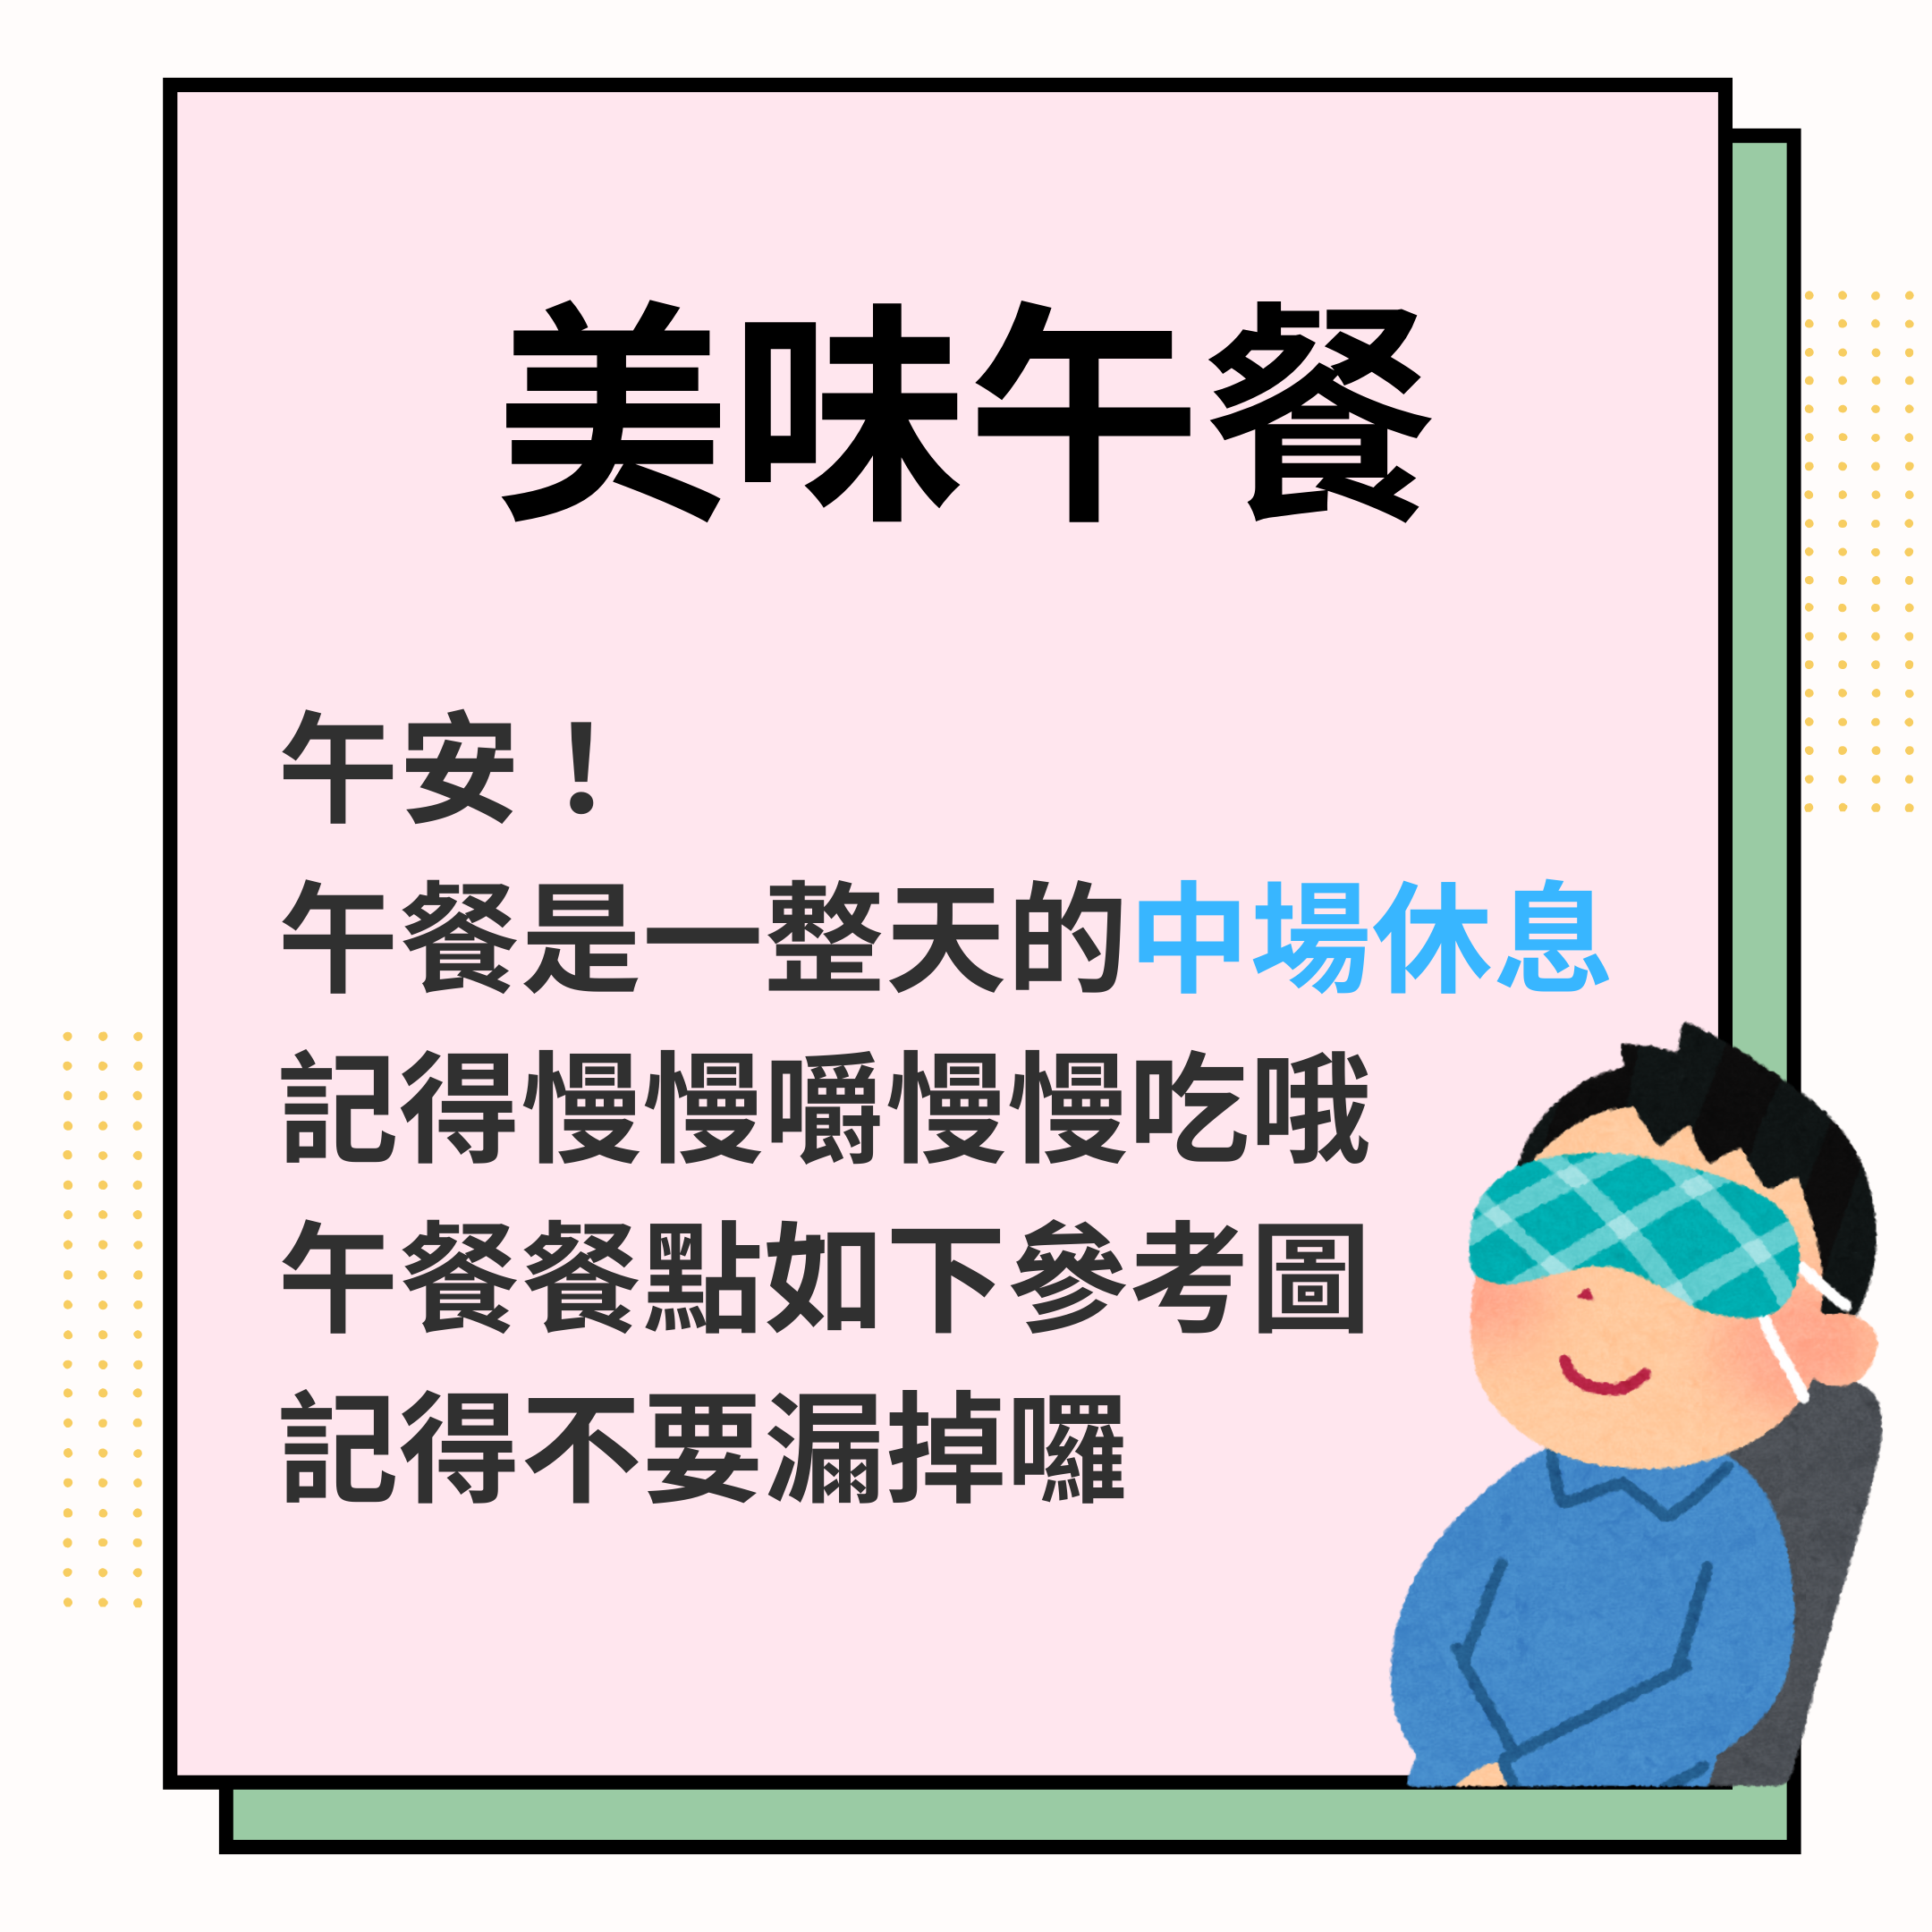 美味午餐
午安！
午餐是一整天的中場休息
記得慢慢嚼慢慢吃哦
午餐餐點如下參考圖
記得不要漏掉囉